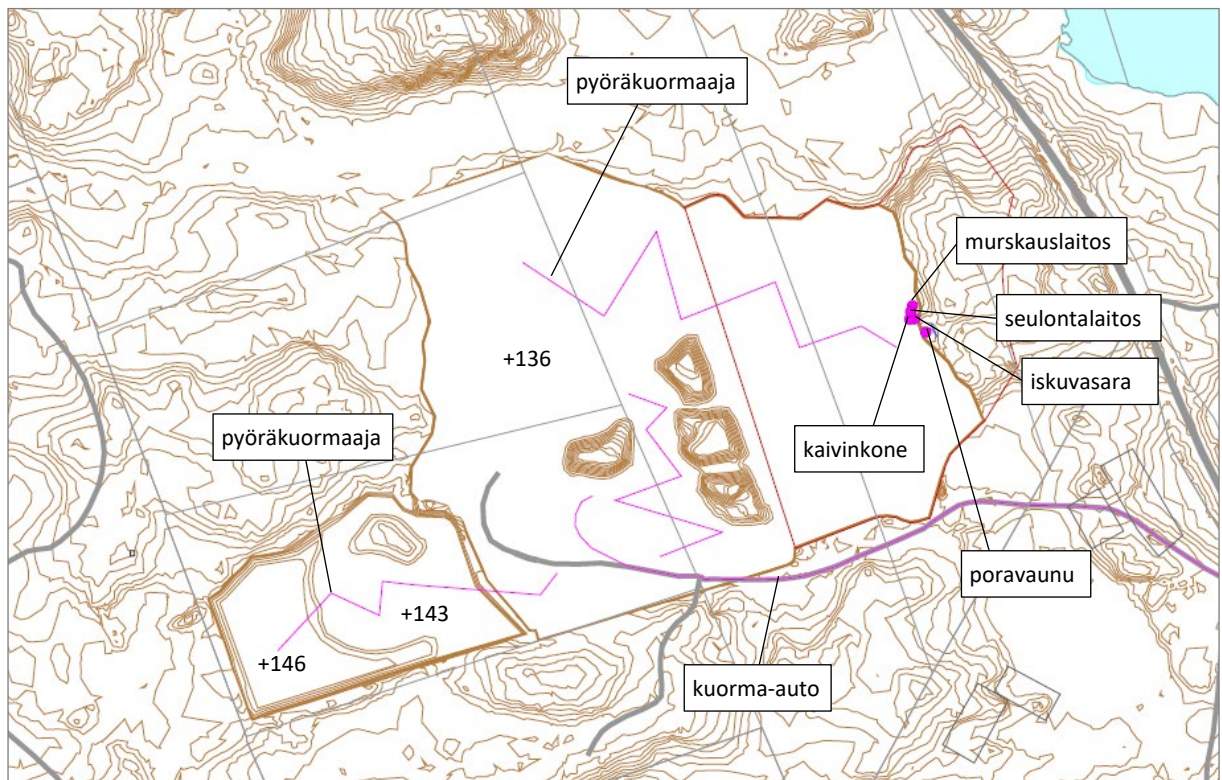 pyöräkuormaaja
murskauslaitos
seulontalaitos
+136
iskuvasara
pyöräkuormaaja
kaivinkone
poravaunu
+143
+146
kuorma-auto